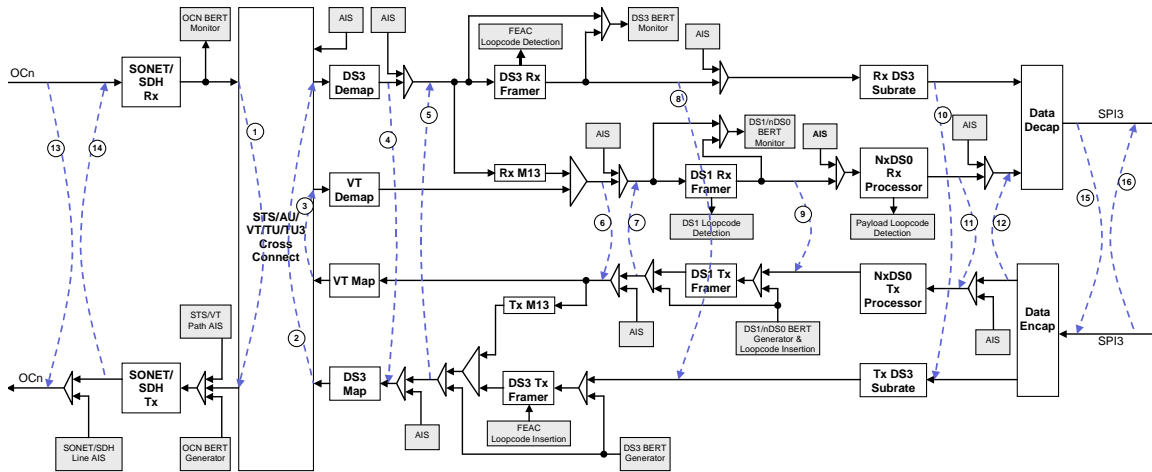 OCN BERT
Monitor
AIS
AIS
FEAC
Loopcode Detection
DS3 BERT
Monitor
AIS
OCn
SONET/
SDH
Rx
DS3
Demap
DS3 Rx
Framer
Rx DS3
Subrate
Data
Decap
SPI3
1
4
5
8
10
13
14
15
16
AIS
DS1/nDS0
BERT
Monitor
AIS
AIS
Rx M13
VT
Demap
DS1 Rx
Framer
NxDS0
Rx
Processor
3
6
7
9
11
12
DS1 Loopcode
Detection
Payload Loopcode
Detection
STS/AU/
VT/TU/TU3
Cross
Connect
VT Map
DS1 Tx
Framer
NxDS0
Tx
Processor
Data
Encap
Tx M13
AIS
DS1/nDS0 BERT
Generator &
Loopcode Insertion
AIS
SPI3
STS/VT
Path AIS
2
OCn
SONET/
SDH
Tx
DS3
Map
DS3 Tx
Framer
Tx DS3
Subrate
AIS
FEAC
Loopcode Insertion
SONET/SDH
Line AIS
OCN BERT
Generator
DS3 BERT
Generator